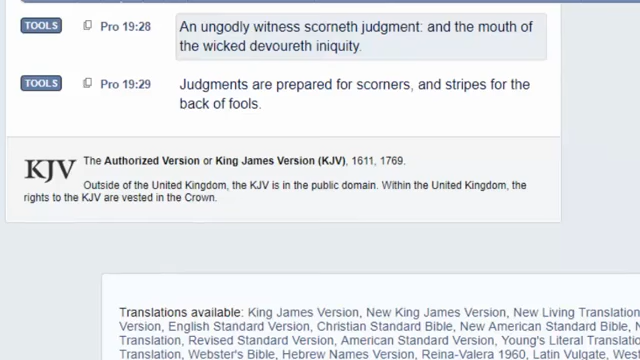 TOOLS Pro 19:28 An ungodly witness scorneth judgment: and the mouth of
the wicked devoureth iniquity.
TOOLS Pro 19:29 Judgments are prepared for scorners, and stripes for the
back of fools.
KJV The Authorized Version or King James Version (KJV), 1611, 1769.
Outside of the United Kingdom, the KJV is in the public domain. Within the United Kingdom, the
rights to the KJV are vested in the Crown.
Translations available: King James Version, New King James Version, New Living Translation
Version, English Standard Version, Christian Standard Bible, New American Standard Bible, N
Translation, Revised Standard Version, American Standard Version, Young's Literal Translation
Translation, Webster's Bible, Hebrew Names Version, Reina-Valera 1960, Latin Vulgate, West